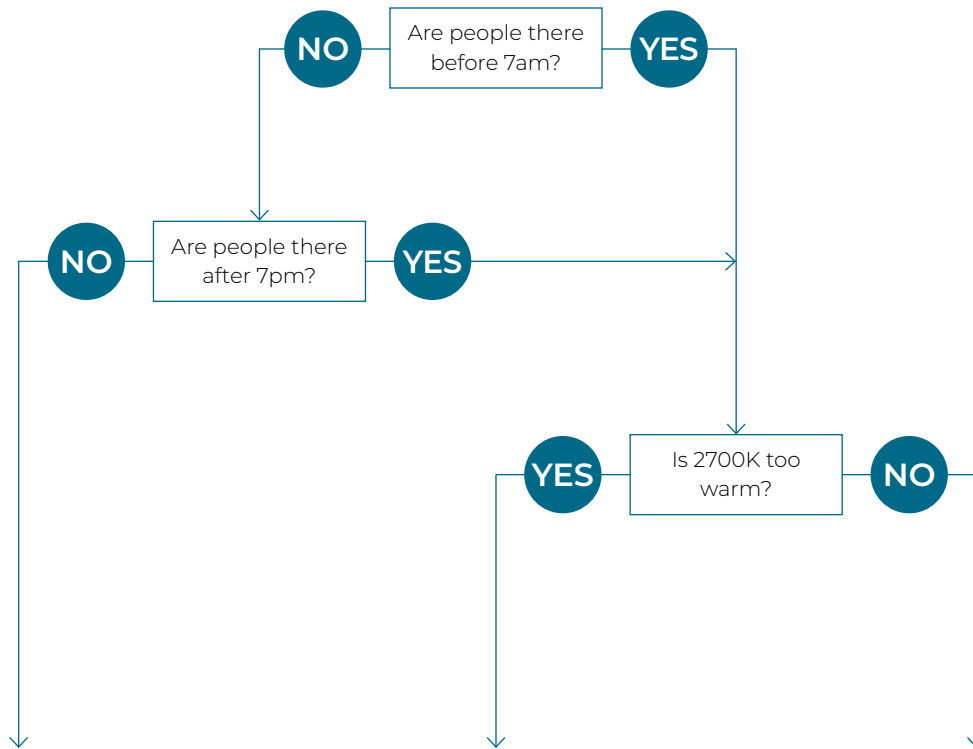 NO
Are people there
before 7am?
YES
NO
Are people there
after 7pm?
YES
YES
Is 2700K too
warm?
NO